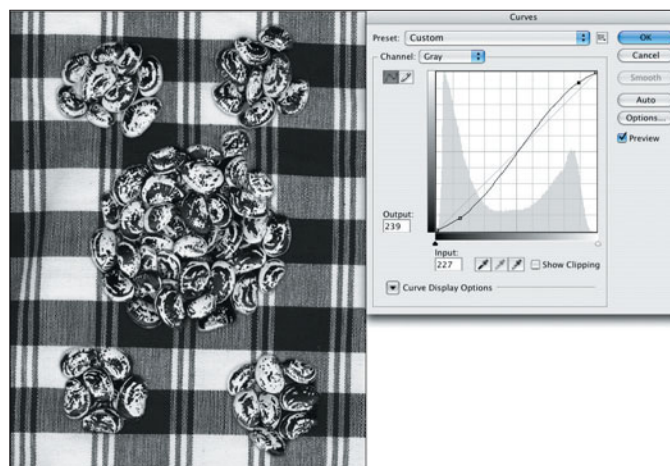 Curves
Preset: Custom
OK
Channel: Gray
Cancel
Smooth
Auto
Options...
Preview
Output:
239
Input:
227
Show Clipping
Curve Display Options